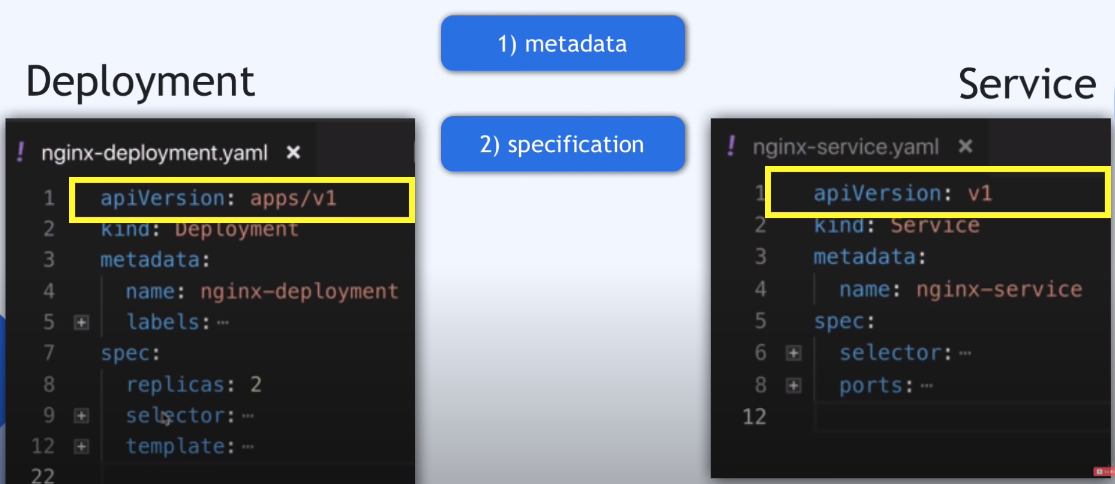 1) metadata
Deployment
Service
2) specification
nginx-deployment.yaml ×
1 apiVersion: apps/v1
2 kind: Deployment
3 metadata:
4 name: nginx-deployment
5 labels: …
7 spec:
8 replicas: 2
9 selector: …
12 template: …
22
nginx-service.yaml ×
1 apiVersion: v1
2 kind: Service
3 metadata:
4 name: nginx-service
5 spec:
6 selector: …
8 ports: …
12